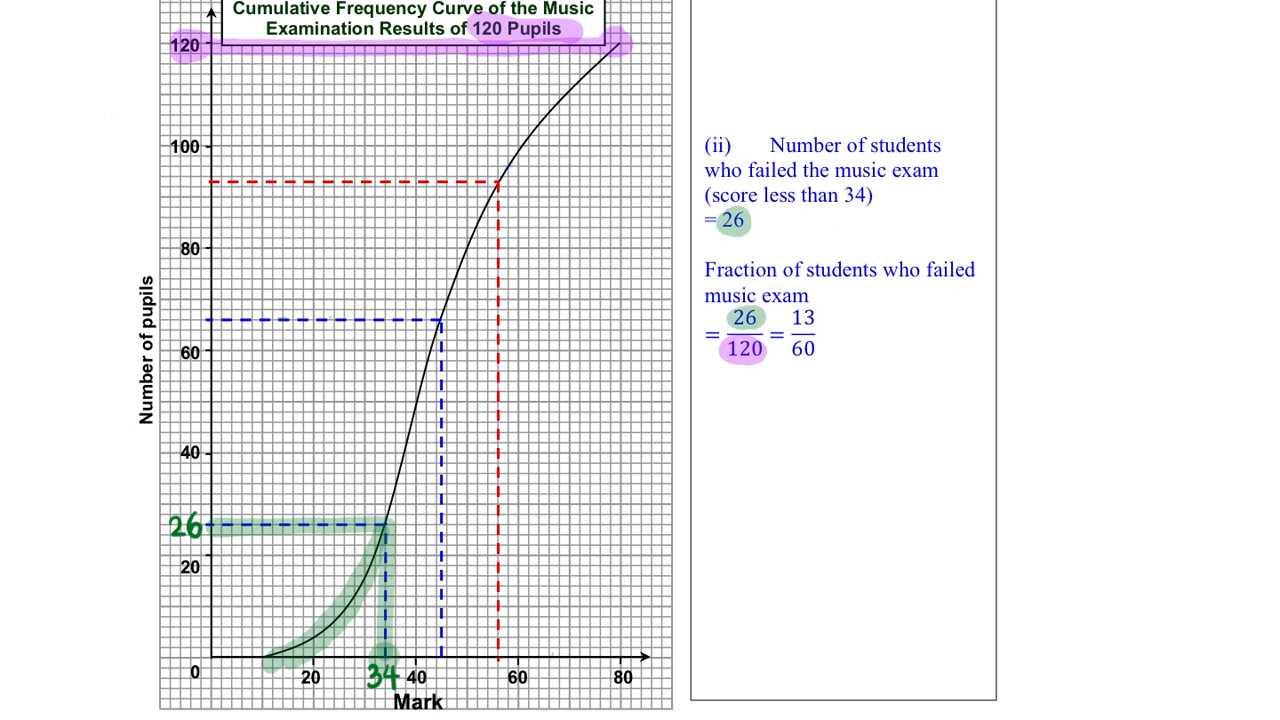 Cumulative Frequency Curve of the Music
Examination Results of 120 Pupils
120
100
80
60
40
26
20
0
20
34
40
60
80
Number of pupils
Mark
(ii) Number of students
who failed the music exam
(score less than 34)
= 26
Fraction of students who failed
music exam
= 26/120 = 13/60